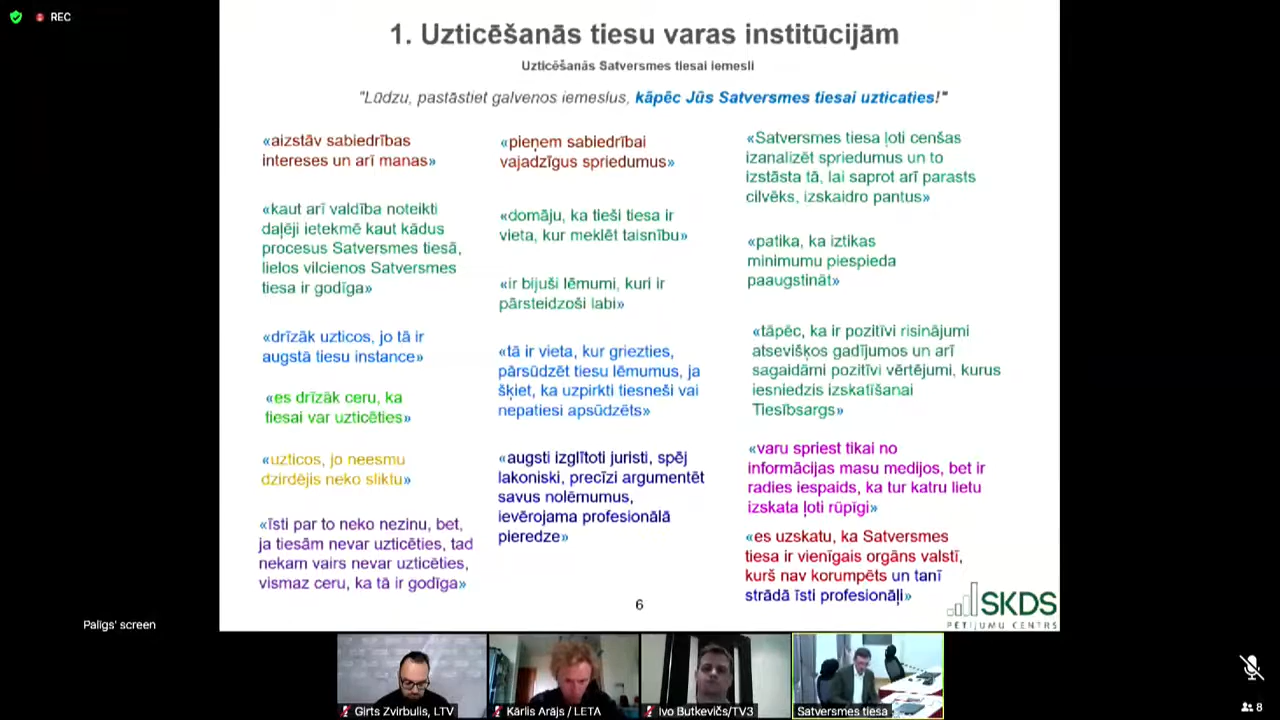 REC
1. Uzticēšanās tiesu varas institūcijām
Uzticēšanās Satversmes tiesai iemesli
"Lūdzu, pastāstiet galvenos iemeslus, kāpēc Jūs Satversmes tiesai uzticaties!"
«aizstāv sabiedrības
intereses un arī manas»
«kaut arī valdība noteikti
daļēji ietekmē kaut kādus
procesus Satversmes tiesā,
lielos vilcienos Satversmes
tiesa ir godīga»
«drīzāk uzticos, jo tā ir
augstā tiesu instance»
«es drīzāk ceru, ka
tiesai var uzticēties»
«uzticos, jo neesmu
dzirdējis neko sliktu»
«īsti par to neko nezinu, bet,
ja tiesām nevar uzticēties, tad
nekam vairs nevar uzticēties,
vismaz ceru, ka tā ir godīga»
«pieņem sabiedrībai
vajadzīgus spriedumus»
«domāju, ka tieši tiesa ir
vieta, kur meklēt taisnību»
«ir bijuši lēmumi, kuri ir
pārsteidzoši labi»
«tā ir vieta, kur griezties,
pārsūdzēt tiesu lēmumus, ja
šķiet, ka uzpirkti tiesneši vai
nepatiesi apsūdzēts»
«augsti izglītoti juristi, spēj
lakoniski, precīzi argumentēt
savus nolēmumus,
ievērojama profesionālā
pieredze»
«Satversmes tiesa ļoti cenšas
izanalizēt spriedumus un to
izstāsta tā, lai saprot arī parasts
cilvēks, izskaidro pantus»
«patika, ka iztikas
minimumu piespieda
paaugstināt»
«tāpēc, ka ir pozitīvi risinājumi
atsevišķos gadījumos un arī
sagaidāmi pozitīvi vērtējumi, kurus
iesniedzis izskatīšanai
Tiesībsargs»
«varu spriest tikai no
informācijas masu medijos, bet ir
radies iespaids, ka tur katru lietu
izskata ļoti rūpīgi»
«es uzskatu, ka Satversmes
tiesa ir vienīgais orgāns valstī,
kurš nav korumpēts un tanī
strādā īsti profesionāļi»
6
SKDS
PĒTĪJUMU CENTRS
Palīgs' screen
Girts Zvirbulis, LTV
Kārlis Arājs / LETA
Ivo Butkevičs/TV3
Satversmes tiesa
8